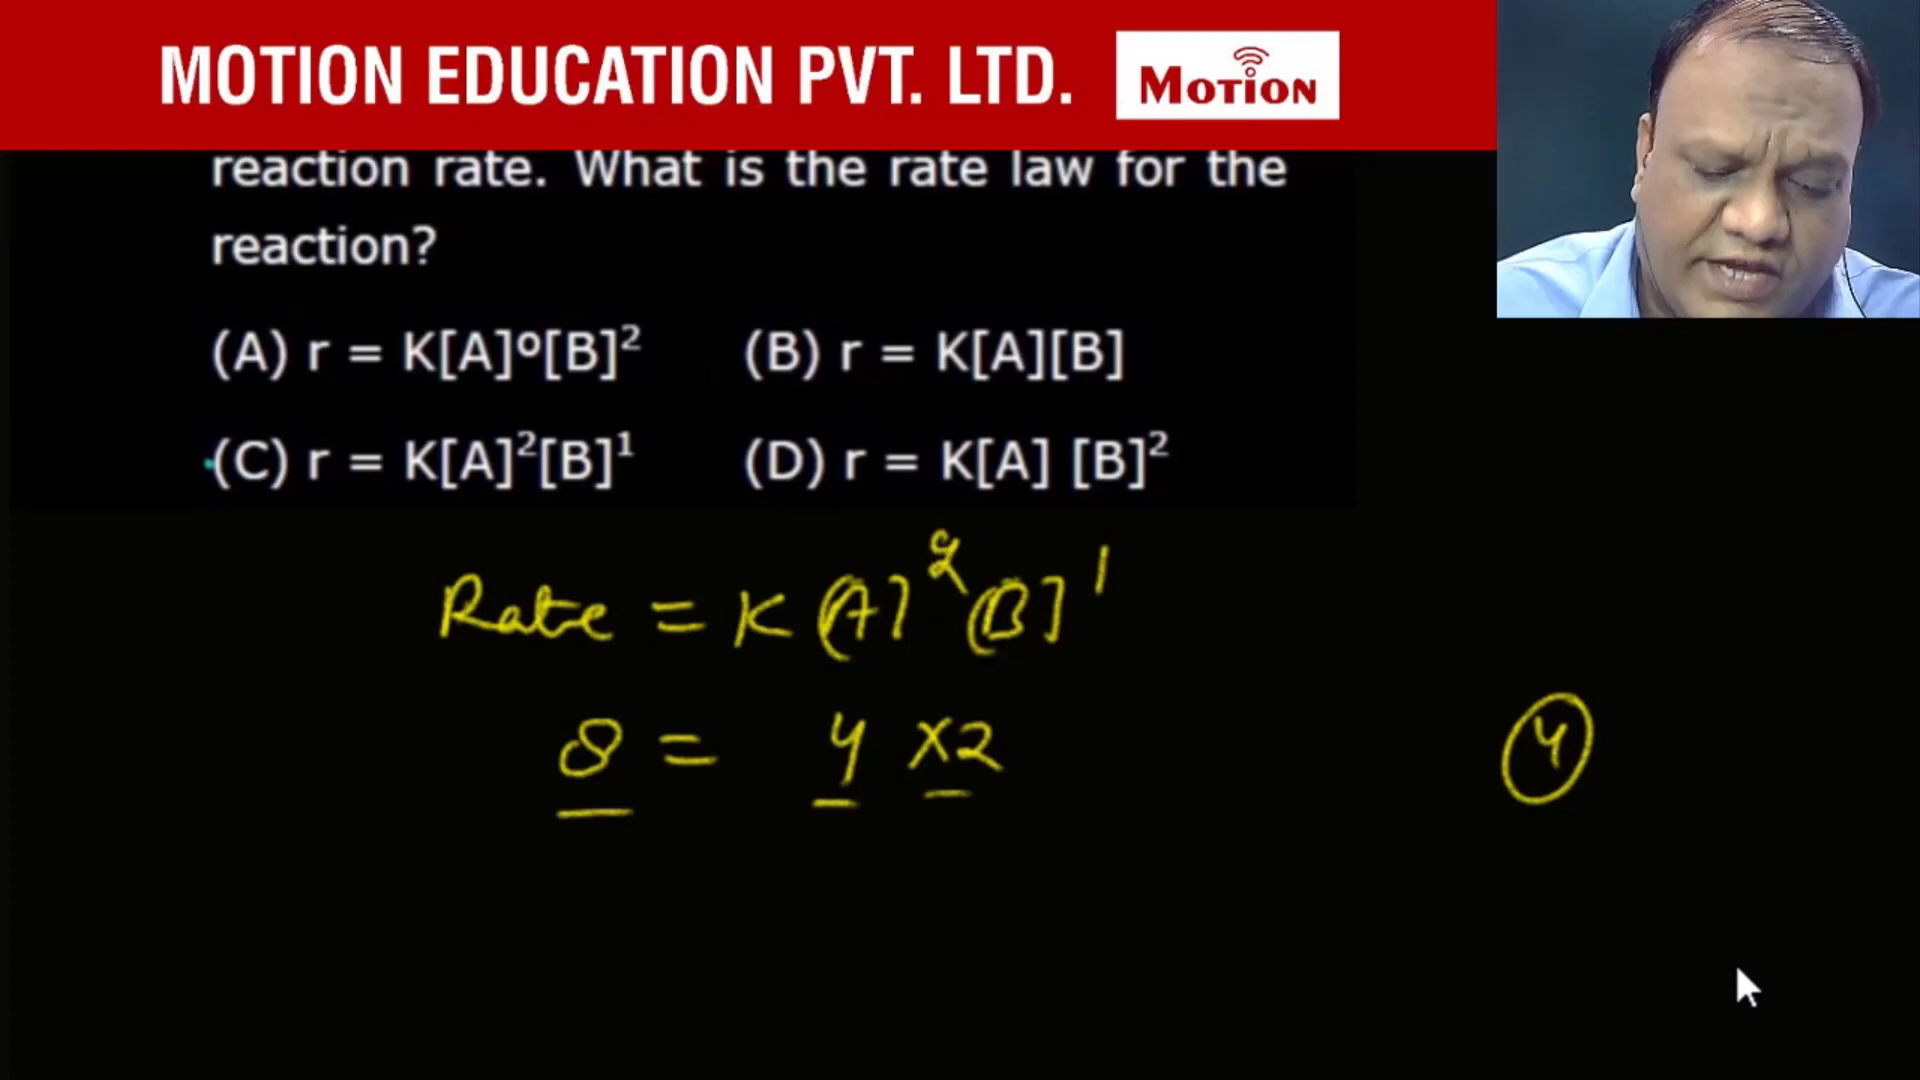 MOTION EDUCATION PVT. LTD. MOTiON
reaction rate. What is the rate law for the
reaction?
(A) r = K[A]⁰[B]² (B) r = K[A][B]
(C) r = K[A]²[B]¹ (D) r = K[A] [B]²
Rate = K [A]² [B]¹
8 = 4 × 2
4